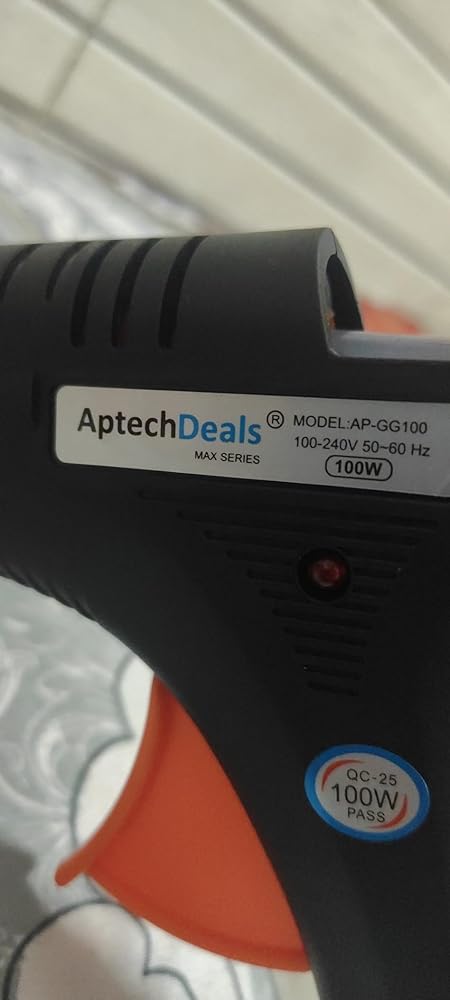 AptechDeals®
MAX SERIES
MODEL:AP-GG100
100-240V 50~60 Hz
100W
QC-25
100W
PASS